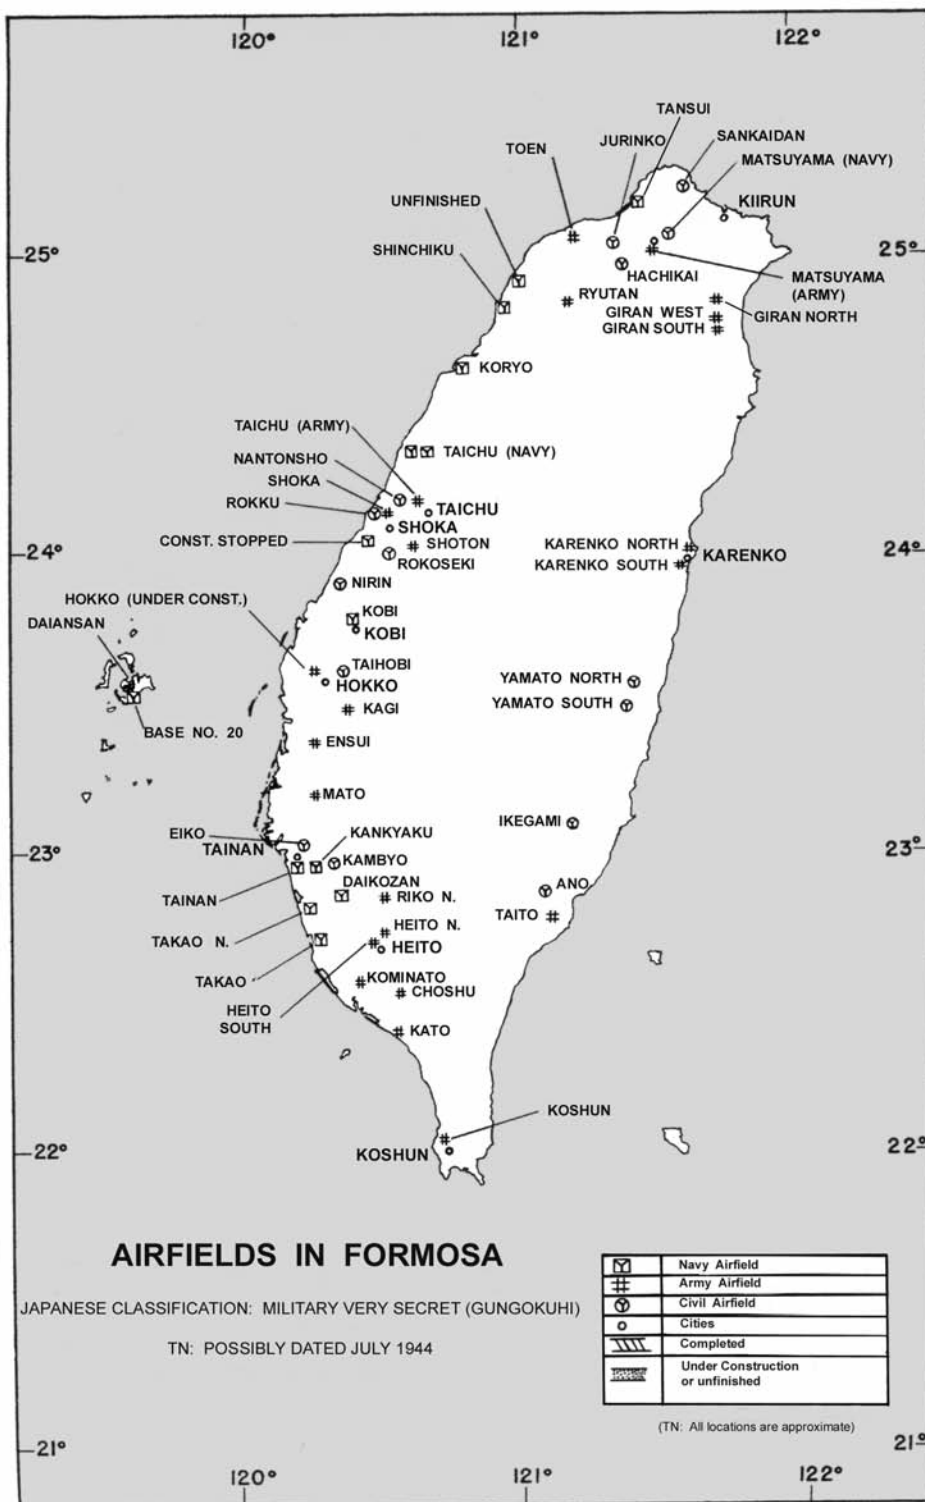 120°
121°
122°
TANSUI
JURINKO
SANKAIDAN
TOEN
MATSUYAMA (NAVY)
UNFINISHED
KIIRUN
SHINCHIKU
25°
25°
HACHIKAI
MATSUYAMA
(ARMY)
RYUTAN
GIRAN WEST
GIRAN NORTH
GIRAN SOUTH
KORYO
TAICHU (ARMY)
TAICHU (NAVY)
NANTONSHO
SHOKA
ROKKU
TAICHU
SHOKA
CONST. STOPPED
SHOTON
KARENKO NORTH
24°
24°
KARENKO
ROKOSEKI
KARENKO SOUTH
NIRIN
HOKKO (UNDER CONST.)
KOBI
DAIANSAN
KOBI
TAIHOBI
YAMATO NORTH
HOKKO
YAMATO SOUTH
KAGI
BASE NO. 20
ENSUI
MATO
IKEGAMI
EIKO
KANKYAKU
TAINAN
23°
23°
KAMBYO
DAIKOZAN
ANO
TAINAN
RIKO N.
TAITO
HEITO N.
TAKAO N.
HEITO
TAKAO
KOMINATO
CHOSHU
HEITO
SOUTH
KATO
KOSHUN
KOSHUN
22°
22°
AIRFIELDS IN FORMOSA
JAPANESE CLASSIFICATION: MILITARY VERY SECRET (GUNGOKUHI)
TN: POSSIBLY DATED JULY 1944
Navy Airfield
Army Airfield
Civil Airfield
Cities
Completed
Under Construction
or unfinished
(TN: All locations are approximate)
21°
21°
120°
121°
122°